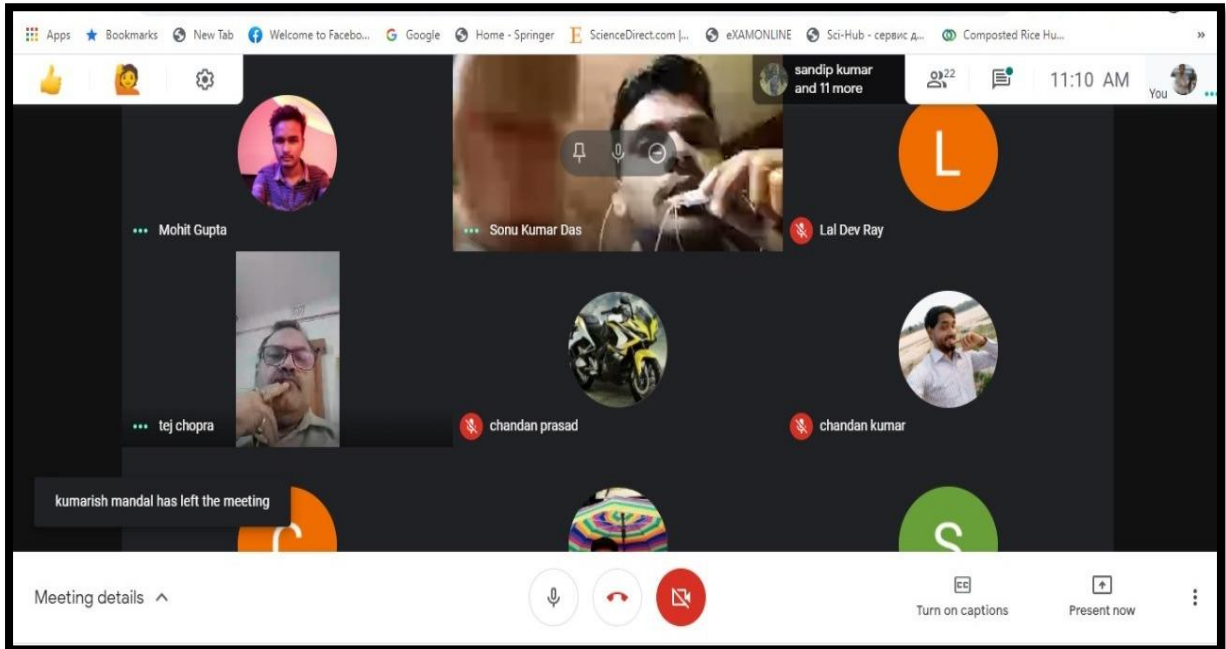 Apps Bookmarks New Tab Welcome to Facebo... Google Home - Springer ScienceDirect.com |... eXAMONLINE Sci-Hub - сервис д... Composted Rice Hu... »
sandip kumar
and 11 more
22
11:10 AM
You
L
Mohit Gupta
Sonu Kumar Das
Lal Dev Ray
tej chopra
chandan prasad
chandan kumar
kumarish mandal has left the meeting
S
Meeting details
CC
Turn on captions
Present now